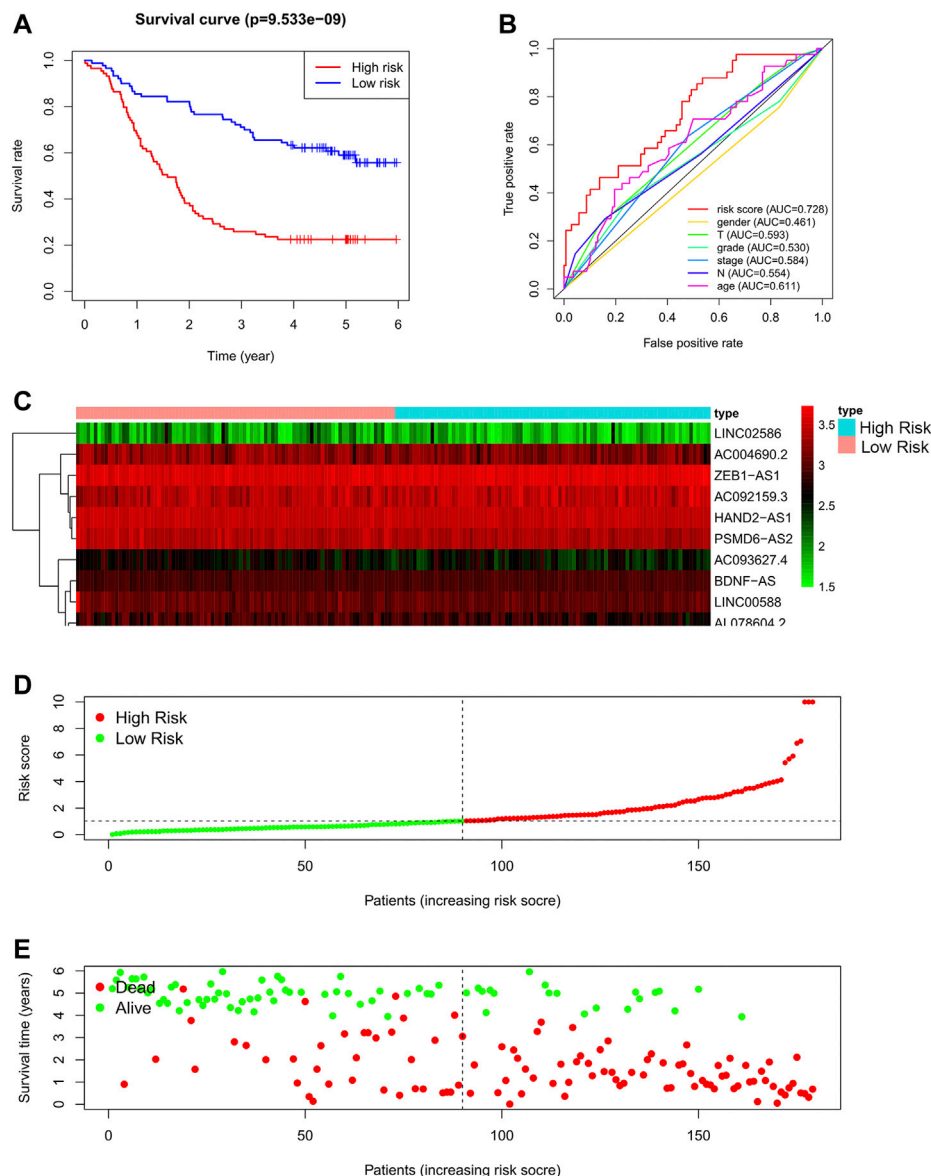 A
Survival curve (p=9.533e−09)
High risk
Low risk
Survival rate
0.0 0.2 0.4 0.6 0.8 1.0
0 1 2 3 4 5 6
Time (year)
B
True positive rate
0.0 0.2 0.4 0.6 0.8 1.0
risk score (AUC=0.728)
gender (AUC=0.461)
T (AUC=0.593)
grade (AUC=0.530)
stage (AUC=0.584)
N (AUC=0.554)
age (AUC=0.611)
0.0 0.2 0.4 0.6 0.8 1.0
False positive rate
C
type
LINC02586
AC004690.2
ZEB1−AS1
AC092159.3
HAND2−AS1
PSMD6−AS2
AC093627.4
BDNF−AS
LINC00588
AL078604.2
3.5
3
2.5
2
1.5
type
High Risk
Low Risk
D
High Risk
Low Risk
Risk score
0 2 4 6 8 10
0 50 100 150
Patients (increasing risk socre)
E
Dead
Alive
Survival time (years)
0 1 2 3 4 5 6
0 50 100 150
Patients (increasing risk socre)